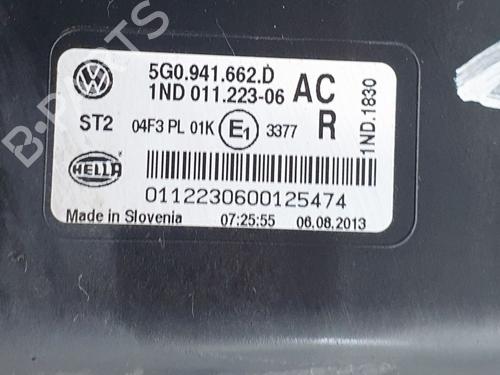 5G0.941.662.D
1ND 011.223-06 AC
ST2 04F3 PL 01K E1 3377 R
1ND.1830
HELLA
0112230600125474
Made in Slovenia 07:25:55 06.08.2013
B-PARTS